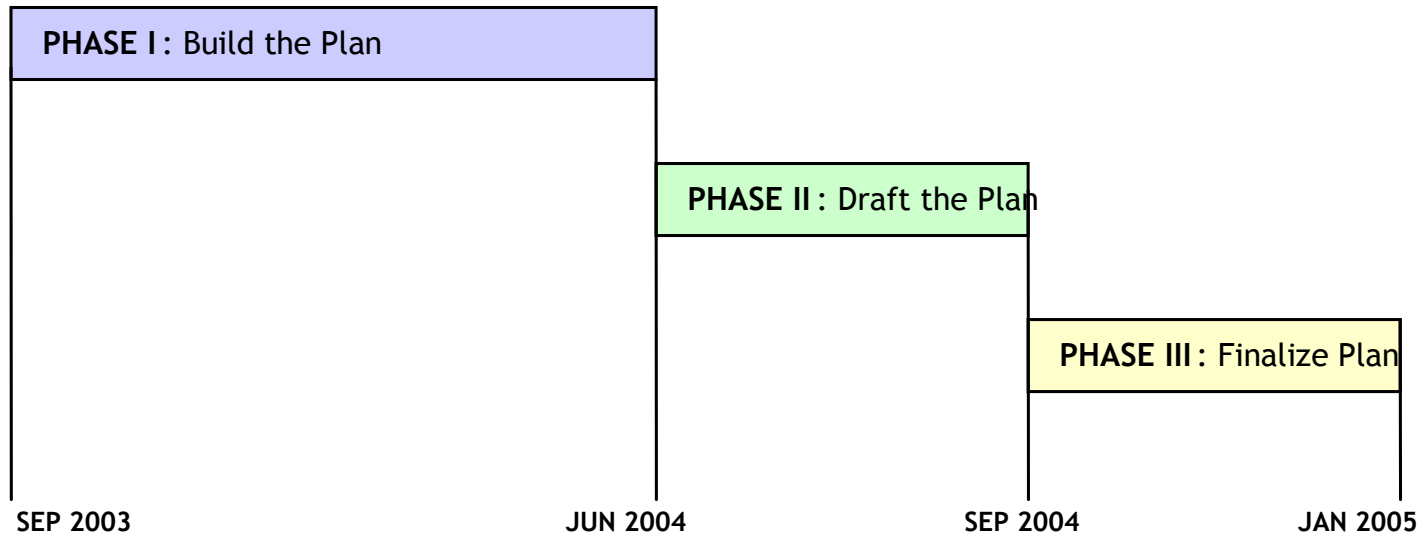 PHASE I: Build the Plan
PHASE II: Draft the Plan
PHASE III: Finalize Plan
SEP 2003 JUN 2004 SEP 2004 JAN 2005